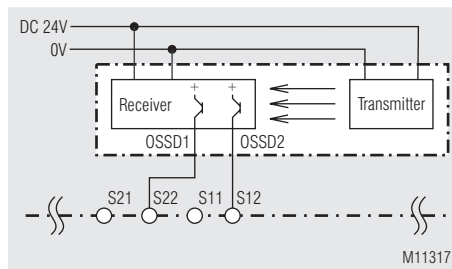 DC 24V
0V
+ +
Receiver
Transmitter
OSSD1 OSSD2
S21 S22 S11 S12
M11317